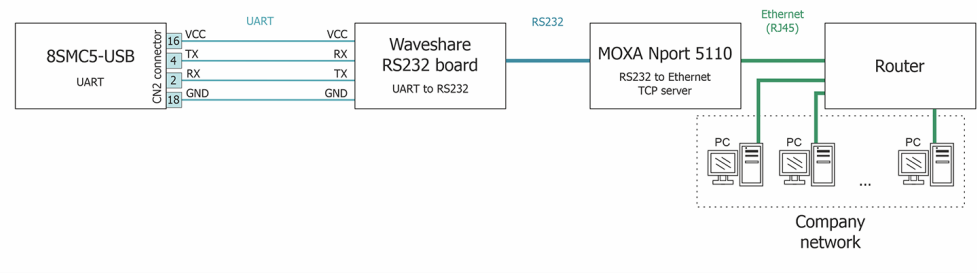 UART
RS232
Ethernet
(RJ45)
8SMC5-USB
UART
CN2 connector
16
4
2
18
VCC
TX
RX
GND
VCC
RX
TX
GND
Waveshare
RS232 board
UART to RS232
MOXA Nport 5110
RS232 to Ethernet
TCP server
Router
PC
PC
PC
...
Company
network